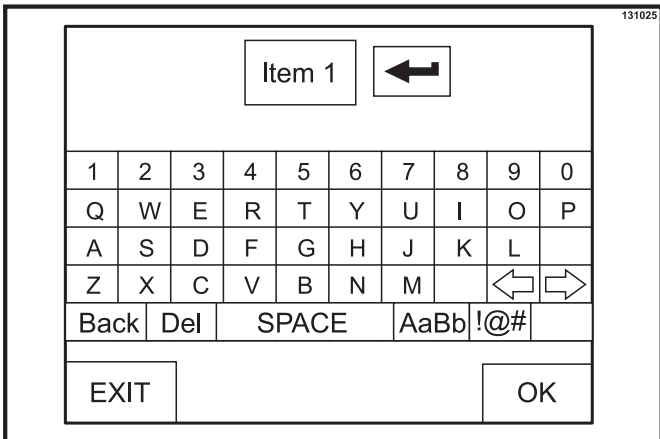 131025
Item 1
1 2 3 4 5 6 7 8 9 0
Q W E R T Y U I O P
A S D F G H J K L
Z X C V B N M
Back Del SPACE AaBb !@#
EXIT OK